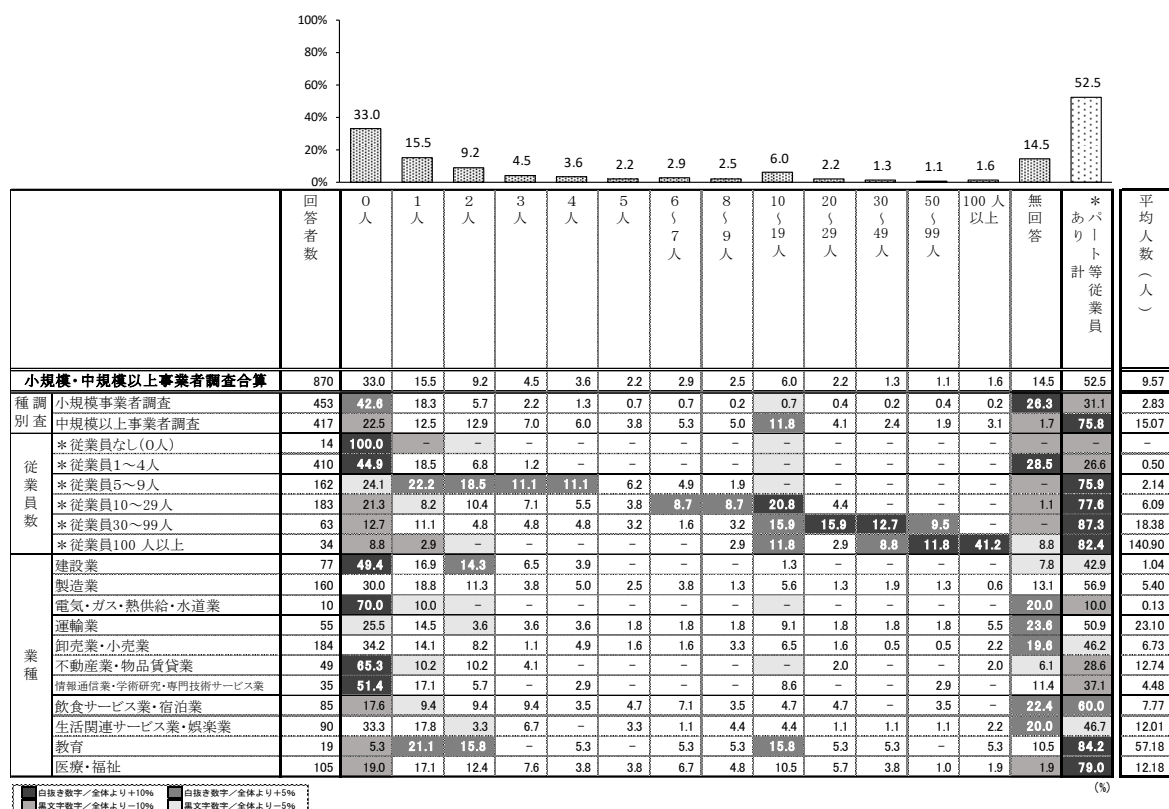 100%
80%
60%
40%
20%
0%
33.0 15.5 9.2 4.5 3.6 2.2 2.9 2.5 6.0 2.2 1.3 1.1 1.6 14.5 52.5
回答者数 0人 1人 2人 3人 4人 5人 6〜7人 8〜9人 10〜19人 20〜29人 30〜49人 50〜99人 100人以上 無回答 *パート等従業員あり 計 平均人数(人)
小規模・中規模以上事業者調査合算 870 33.0 15.5 9.2 4.5 3.6 2.2 2.9 2.5 6.0 2.2 1.3 1.1 1.6 14.5 52.5 9.57
調査種別
小規模事業者調査 453 42.6 18.3 5.7 2.2 1.3 0.7 0.7 0.2 0.7 0.4 0.2 0.4 0.2 26.3 31.1 2.83
中規模以上事業者調査 417 22.5 12.5 12.9 7.0 6.0 3.8 5.3 5.0 11.8 4.1 2.4 1.9 3.1 1.7 75.8 15.07
従業員数
*従業員なし(0人) 14 100.0 − − − − − − − − − − − − − − −
*従業員1〜4人 410 44.9 18.5 6.8 1.2 − − − − − − − − − 28.5 26.6 0.50
*従業員5〜9人 162 24.1 22.2 18.5 11.1 11.1 6.2 4.9 1.9 − − − − − − 75.9 2.14
*従業員10〜29人 183 21.3 8.2 10.4 7.1 5.5 3.8 8.7 8.7 20.8 4.4 − − − 1.1 77.6 6.09
*従業員30〜99人 63 12.7 11.1 4.8 4.8 4.8 3.2 1.6 3.2 15.9 15.9 12.7 9.5 − − 87.3 18.38
*従業員100 人以上 34 8.8 2.9 − − − − − 2.9 11.8 2.9 8.8 11.8 41.2 8.8 82.4 140.90
業種
建設業 77 49.4 16.9 14.3 6.5 3.9 − − − 1.3 − − − − 7.8 42.9 1.04
製造業 160 30.0 18.8 11.3 3.8 5.0 2.5 3.8 1.3 5.6 1.3 1.9 1.3 0.6 13.1 56.9 5.40
電気・ガス・熱供給・水道業 10 70.0 10.0 − − − − − − − − − − − 20.0 10.0 0.13
運輸業 55 25.5 14.5 3.6 3.6 3.6 1.8 1.8 1.8 9.1 1.8 1.8 1.8 5.5 23.6 50.9 23.10
卸売業・小売業 184 34.2 14.1 8.2 1.1 4.9 1.6 1.6 3.3 6.5 1.6 0.5 0.5 2.2 19.6 46.2 6.73
不動産業・物品賃貸業 49 65.3 10.2 10.2 4.1 − − − − − 2.0 − − 2.0 6.1 28.6 12.74
情報通信業・学術研究・専門技術サービス業 35 51.4 17.1 5.7 − 2.9 − − − 8.6 − − 2.9 − 11.4 37.1 4.48
飲食サービス業・宿泊業 85 17.6 9.4 9.4 9.4 3.5 4.7 7.1 3.5 4.7 4.7 − 3.5 − 22.4 60.0 7.77
生活関連サービス業・娯楽業 90 33.3 17.8 3.3 6.7 − 3.3 1.1 4.4 4.4 1.1 1.1 1.1 2.2 20.0 46.7 12.01
教育 19 5.3 21.1 15.8 − 5.3 − 5.3 5.3 15.8 5.3 5.3 − 5.3 10.5 84.2 57.18
医療・福祉 105 19.0 17.1 12.4 7.6 3.8 3.8 6.7 4.8 10.5 5.7 3.8 1.0 1.9 1.9 79.0 12.18
(%)
白抜き数字/全体より+10% 白抜き数字/全体より+5%
黒文字数字/全体より−10% 黒文字数字/全体より−5%